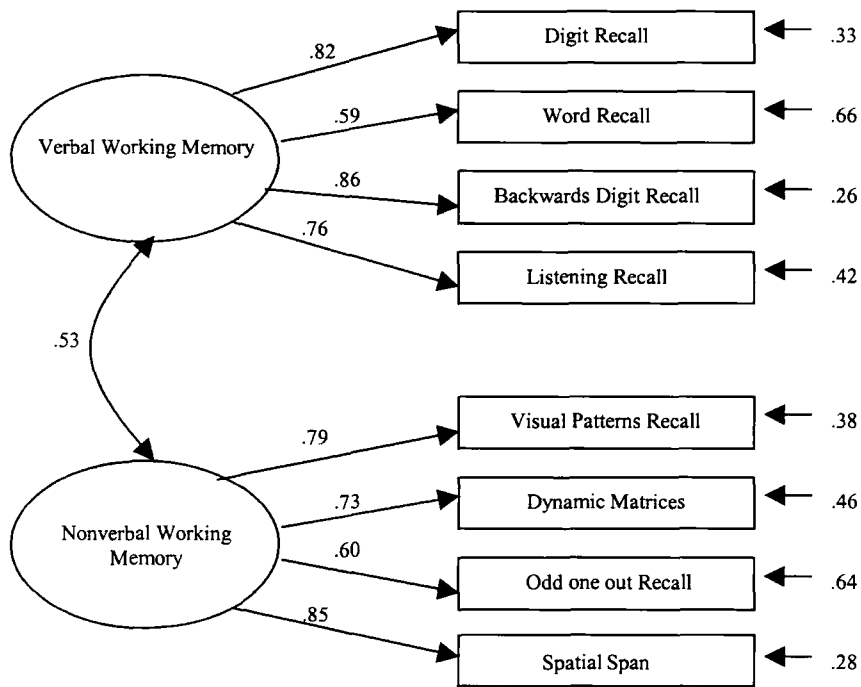 .82
Digit Recall
.33
.59
Word Recall
.66
Verbal Working Memory
.86
Backwards Digit Recall
.26
.76
Listening Recall
.42
.53
.79
Visual Patterns Recall
.38
.73
Dynamic Matrices
.46
Nonverbal Working
Memory
.60
Odd one out Recall
.64
.85
Spatial Span
.28